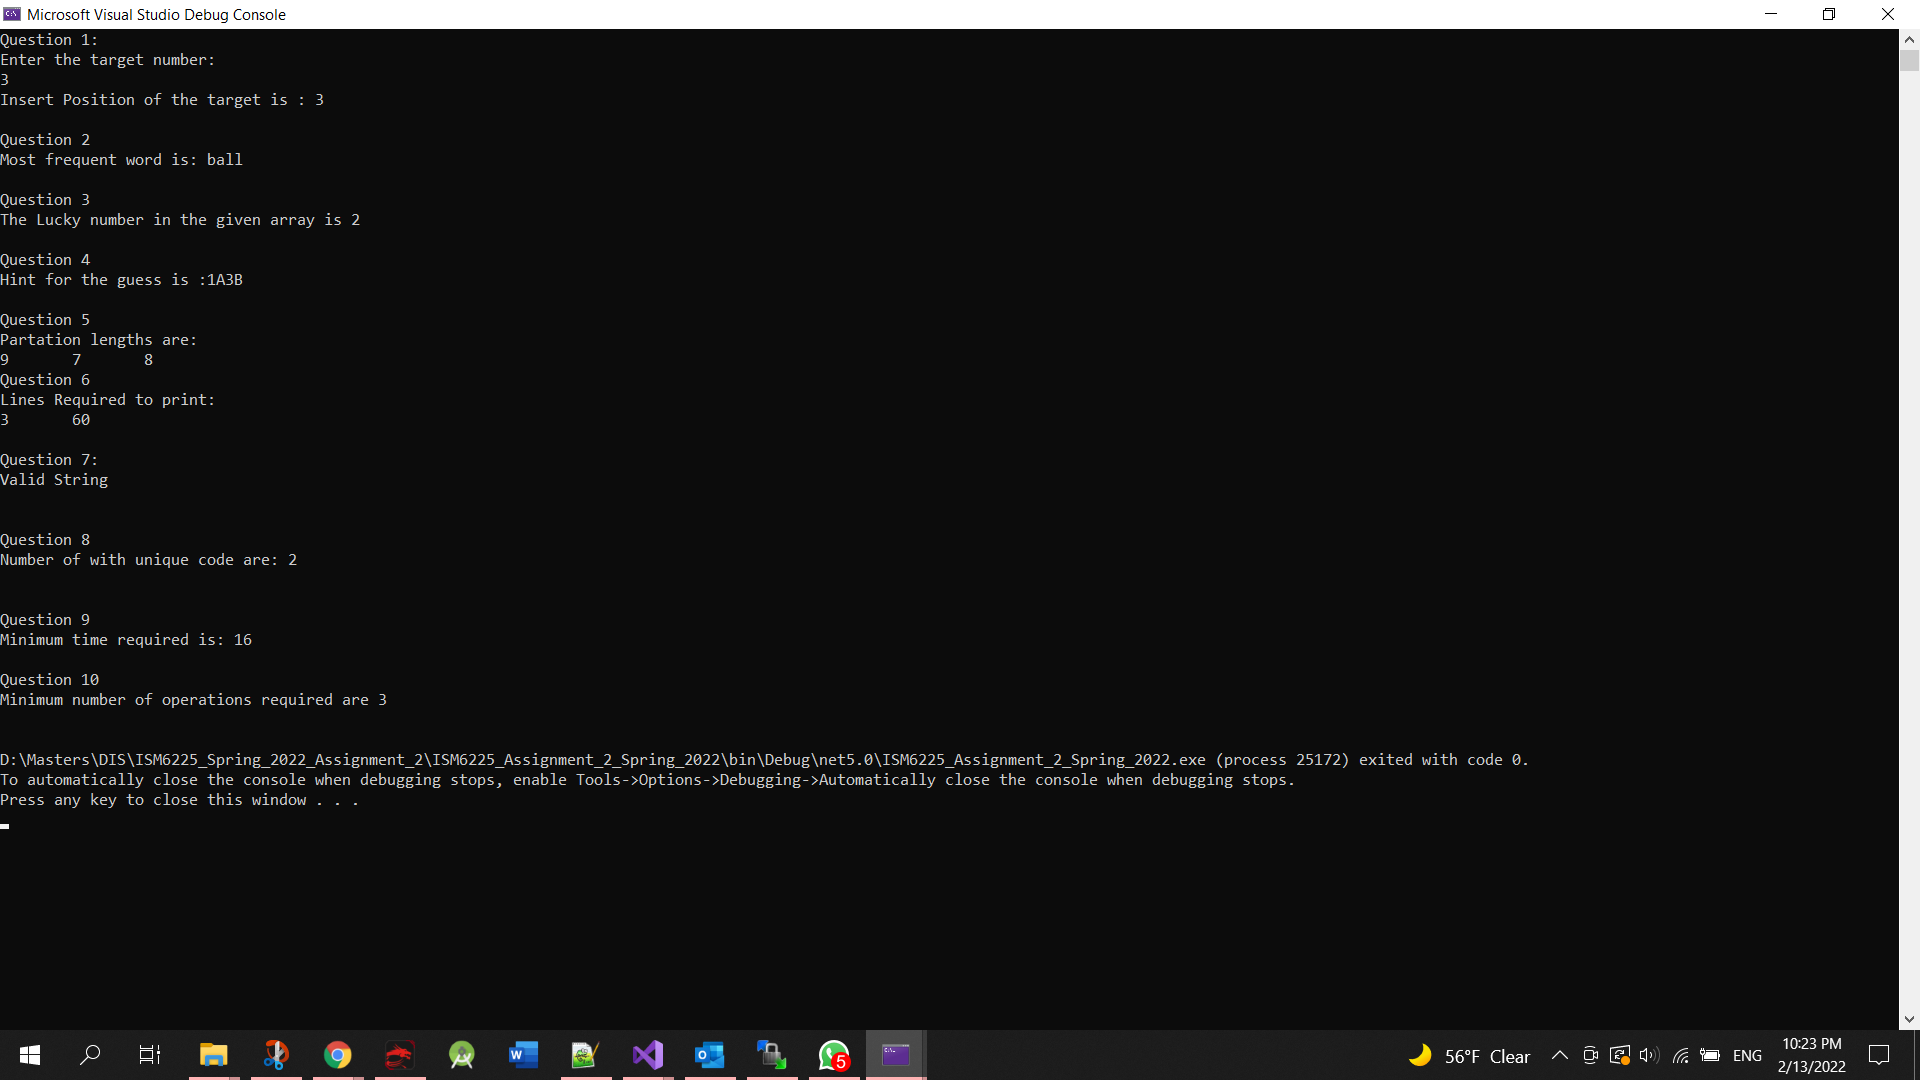 Microsoft Visual Studio Debug Console
Question 1:
Enter the target number:
3
Insert Position of the target is : 3
Question 2
Most frequent word is: ball
Question 3
The Lucky number in the given array is 2
Question 4
Hint for the guess is :1A3B
Question 5
Partation lengths are:
9 7 8
Question 6
Lines Required to print:
3 60
Question 7:
Valid String
Question 8
Number of with unique code are: 2
Question 9
Minimum time required is: 16
Question 10
Minimum number of operations required are 3
D:\Masters\DIS\ISM6225_Spring_2022_Assignment_2\ISM6225_Assignment_2_Spring_2022\bin\Debug\net5.0\ISM6225_Assignment_2_Spring_2022.exe (process 25172) exited with code 0.
To automatically close the console when debugging stops, enable Tools->Options->Debugging->Automatically close the console when debugging stops.
Press any key to close this window . . .
5
56°F Clear
ENG
10:23 PM
2/13/2022